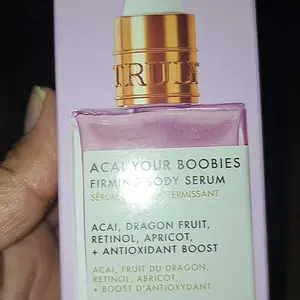 TRULY
ACAI YOUR BOOBIES
FIRMING BODY SERUM
ACAI, DRAGON FRUIT,
RETINOL, APRICOT,
+ ANTIOXIDANT BOOST
ACAI, FRUIT DU DRAGON,
RETINOL, ABRICOT,
+ BOOST D'ANTIOXYDANT